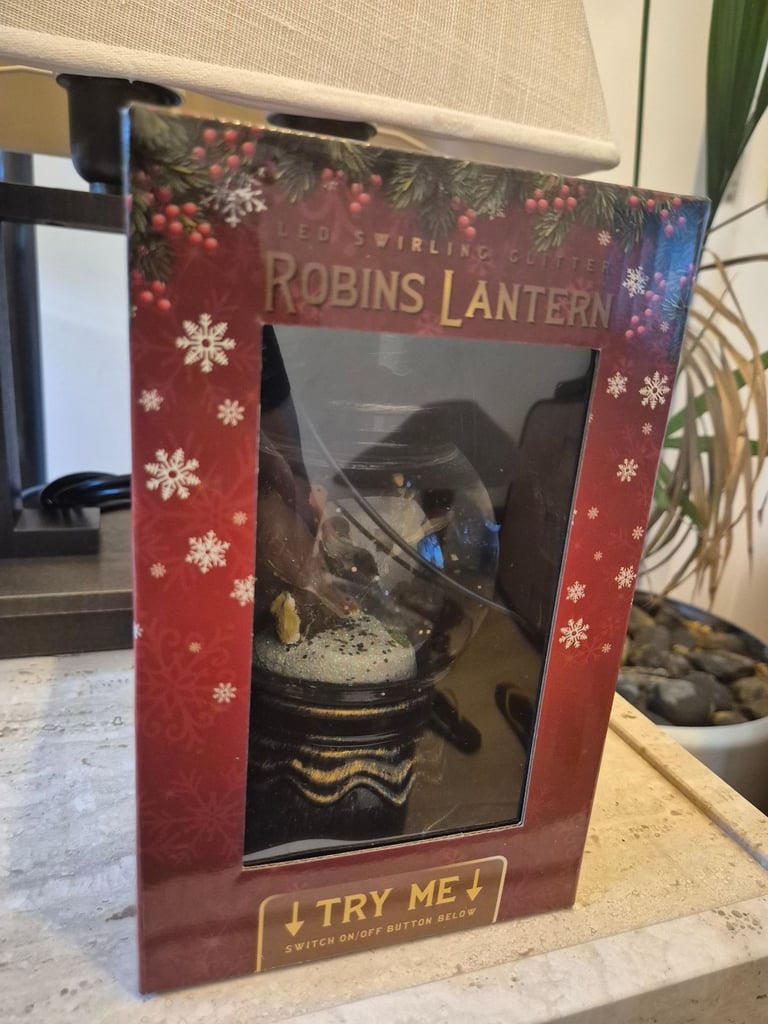 LED SWIRLING GLITTER
ROBINS LANTERN
↓ TRY ME ↓
SWITCH ON/OFF BUTTON BELOW